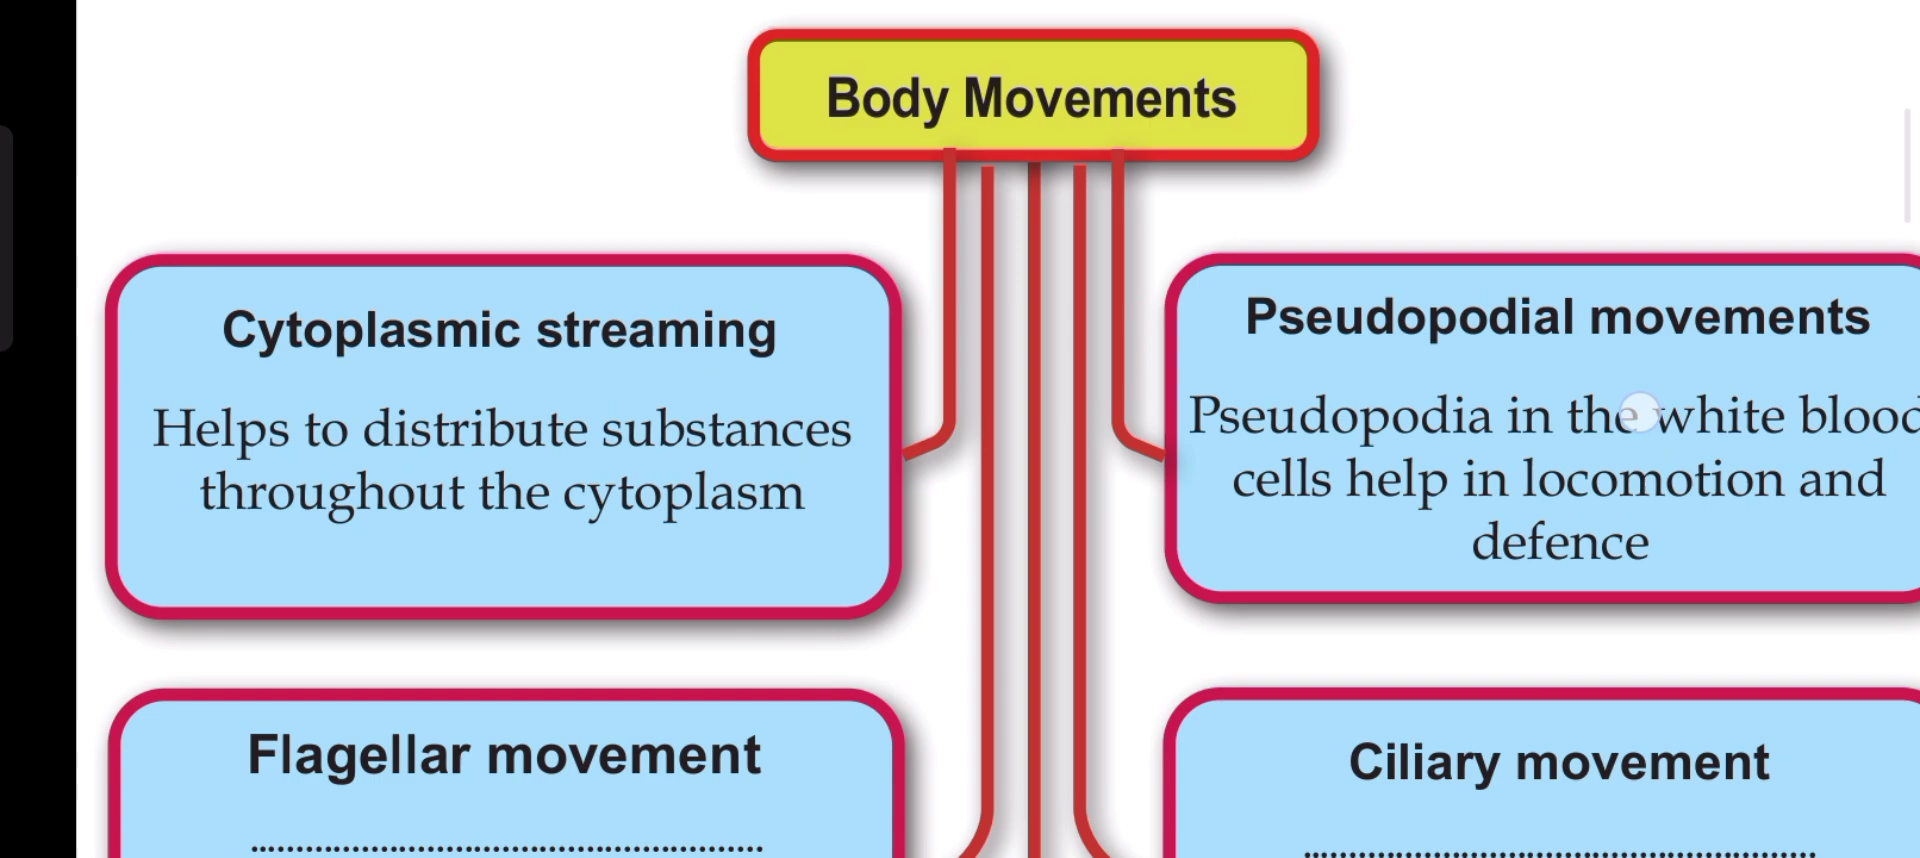 Body Movements
Cytoplasmic streaming
Helps to distribute substances
throughout the cytoplasm
Pseudopodial movements
Pseudopodia in the white blood
cells help in locomotion and
defence
Flagellar movement
..................................................
Ciliary movement
..................................................